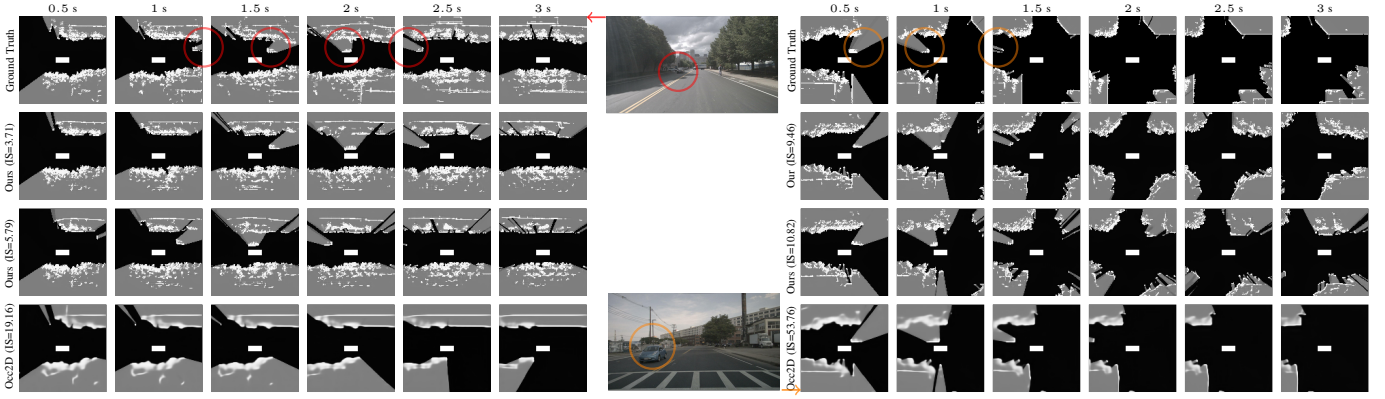 0.5 s 1 s 1.5 s 2 s 2.5 s 3 s
Ground Truth
Ours (IS=3.71)
Ours (IS=5.79)
Occ2D (IS=19.16)
0.5 s 1 s 1.5 s 2 s 2.5 s 3 s
Ground Truth
Our (IS=9.46)
Ours (IS=10.82)
Occ2D (IS=53.76)